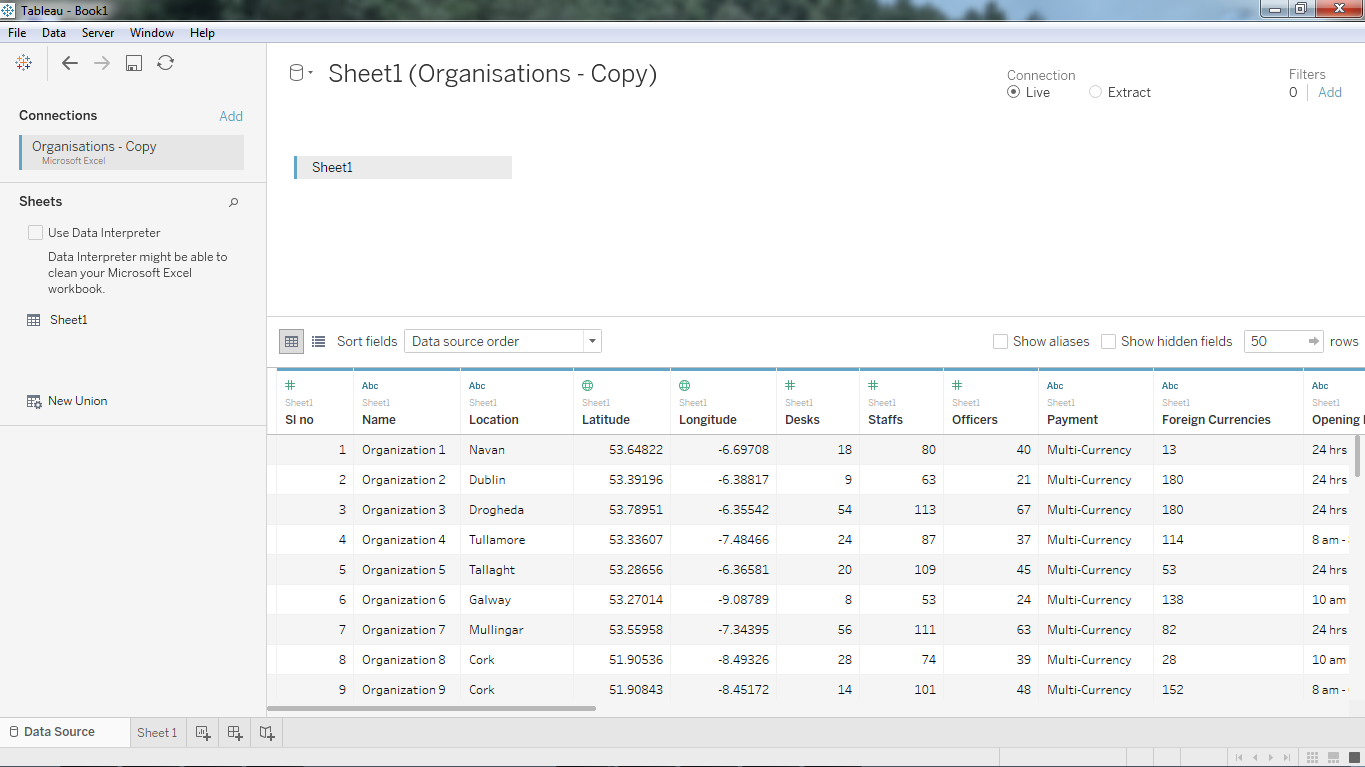 Tableau - Book1
File Data Server Window Help
Connections Add
Organisations - Copy
Microsoft Excel
Sheets
Use Data Interpreter
Data Interpreter might be able to
clean your Microsoft Excel
workbook.
Sheet1
New Union
Sheet1 (Organisations - Copy)
Connection
Live Extract
Filters
0 Add
Sheet1
Sort fields Data source order Show aliases Show hidden fields 50 rows
# Abc Abc # # # Abc Abc Abc
Sheet1 Sheet1 Sheet1 Sheet1 Sheet1 Sheet1 Sheet1 Sheet1 Sheet1 Sheet1 Sheet1
Sl no Name Location Latitude Longitude Desks Staffs Officers Payment Foreign Currencies Opening
1 Organization 1 Navan 53.64822 -6.69708 18 80 40 Multi-Currency 13 24 hrs
2 Organization 2 Dublin 53.39196 -6.38817 9 63 21 Multi-Currency 180 24 hrs
3 Organization 3 Drogheda 53.78951 -6.35542 54 113 67 Multi-Currency 180 24 hrs
4 Organization 4 Tullamore 53.33607 -7.48466 24 87 37 Multi-Currency 114 8 am -
5 Organization 5 Tallaght 53.28656 -6.36581 20 109 45 Multi-Currency 53 24 hrs
6 Organization 6 Galway 53.27014 -9.08789 8 53 24 Multi-Currency 138 10 am
7 Organization 7 Mullingar 53.55958 -7.34395 56 111 63 Multi-Currency 82 24 hrs
8 Organization 8 Cork 51.90536 -8.49326 28 74 39 Multi-Currency 28 10 am
9 Organization 9 Cork 51.90843 -8.45172 14 101 48 Multi-Currency 152 8 am -
Data Source Sheet 1